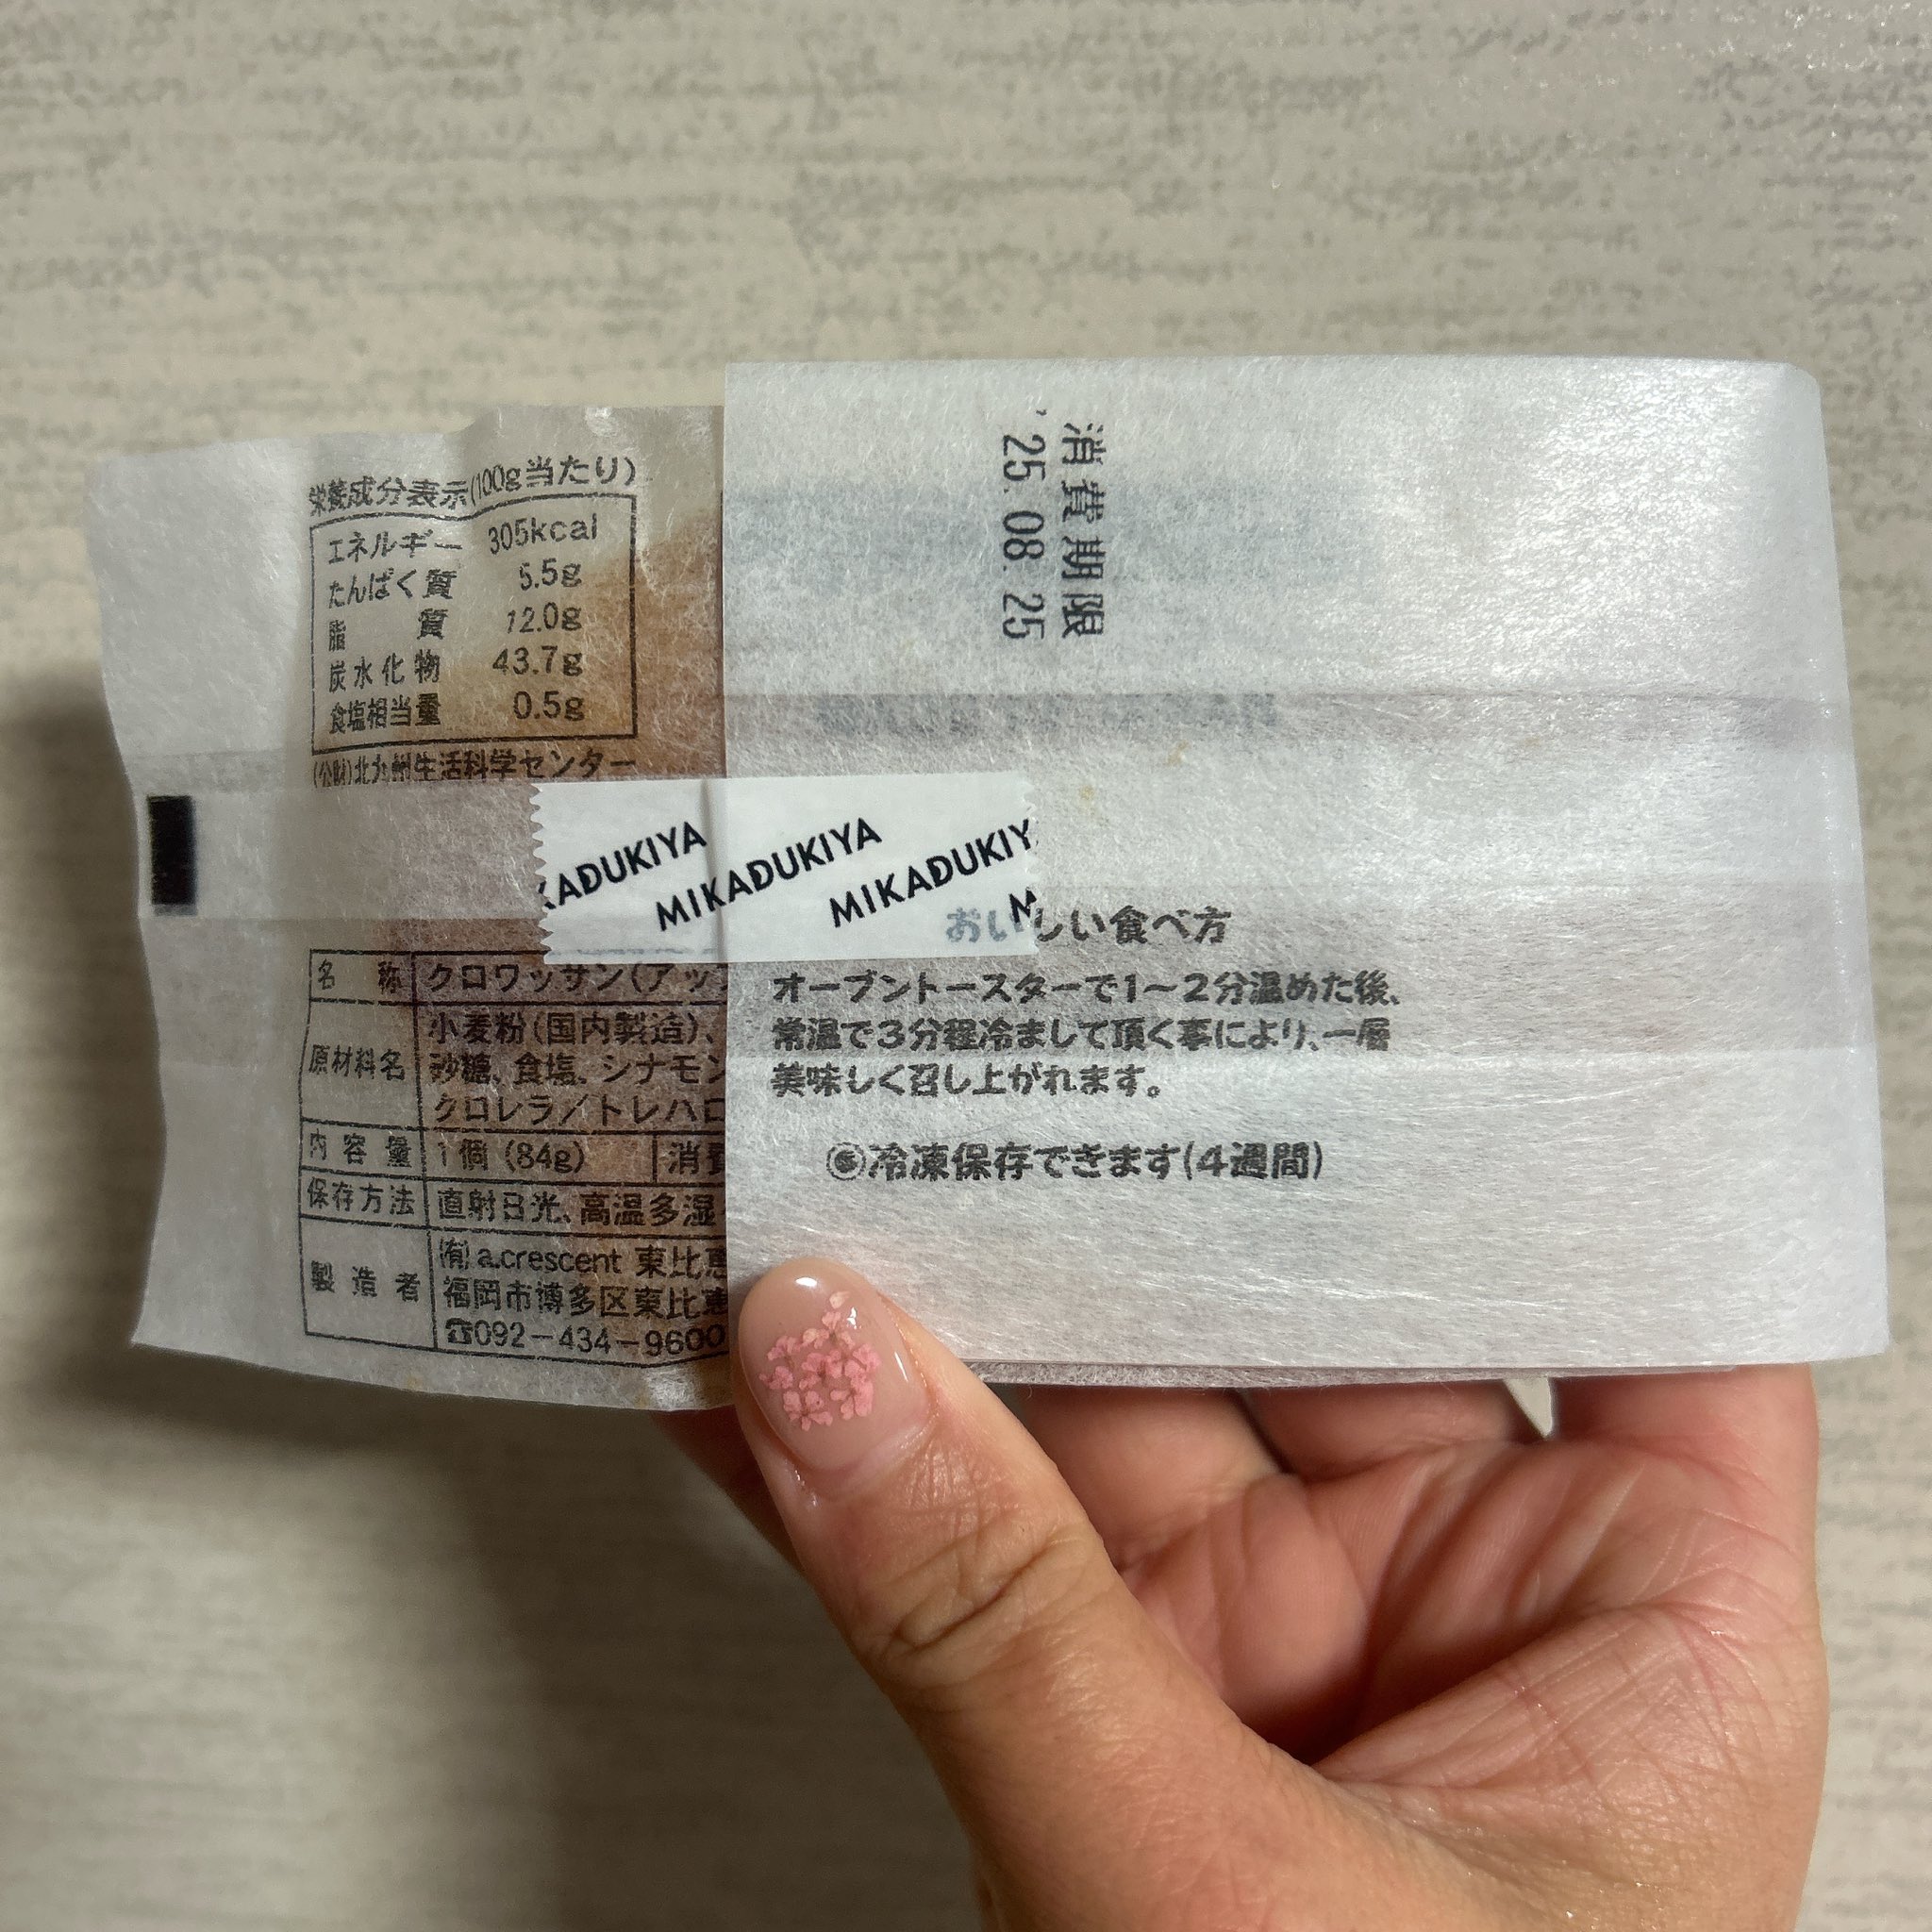 栄養成分表示(100g当たり)
エネルギー 305kcal
たんぱく質 5.5g
脂質 12.0g
炭水化物 43.7g
食塩相当量 0.5g
(公財)北九州生活科学センター
消費期限
'25.08.25
KADUKIYA
MIKADUKIYA
MIKADUKIY
M
おいしい食べ方
オーブントースターで1〜2分温めた後、
常温で3分程冷まして頂く事により、一層
美味しく召し上がれます。
冷凍保存できます(4週間)
名称 クロワッサン(アッ
原材料名 小麦粉(国内製造)、
砂糖、食塩、シナモン
クロレラ/トレハロ
内容量 1個(84g) 消費
保存方法 直射日光、高温多湿
製造者 (有)a.crescent 東比恵
福岡市博多区東比恵
☎092-434-9600